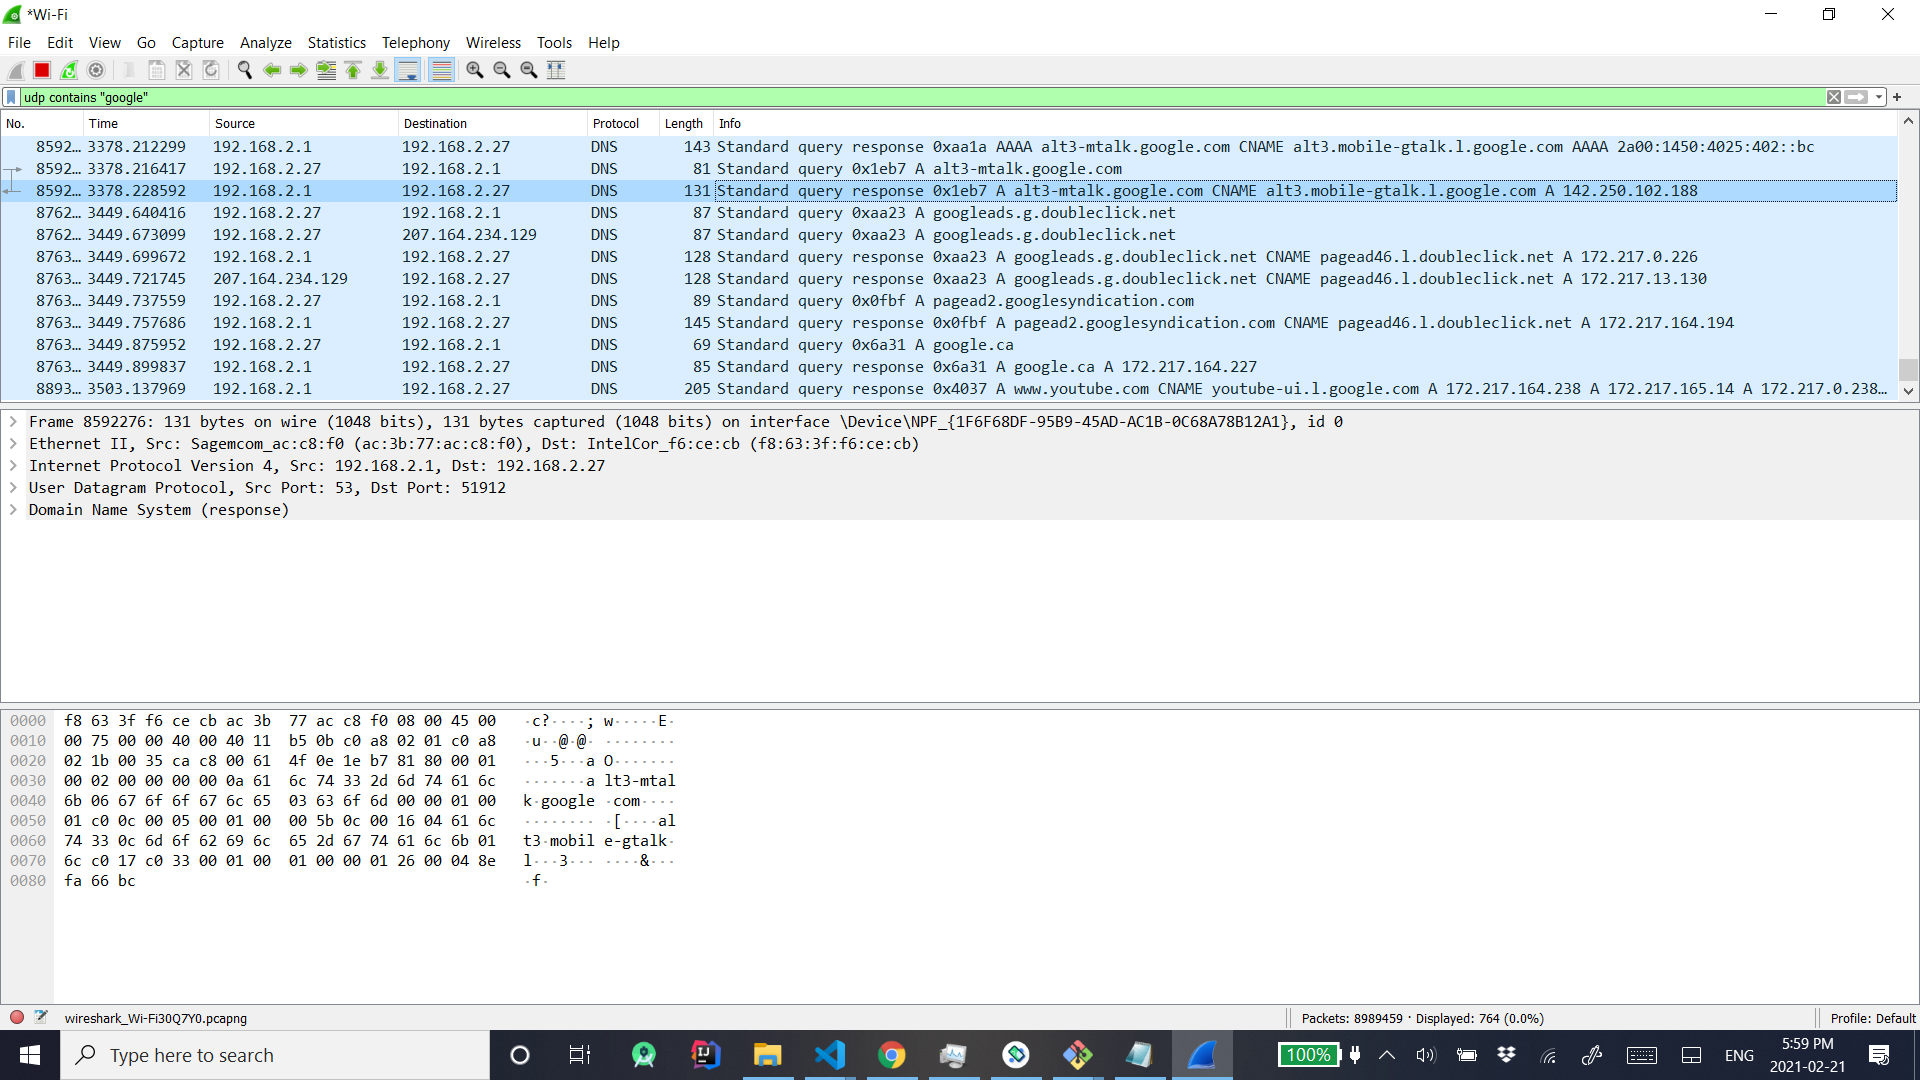 *Wi-Fi
File Edit View Go Capture Analyze Statistics Telephony Wireless Tools Help
udp contains "google"
No. Time Source Destination Protocol Length Info
8592… 3378.212299 192.168.2.1 192.168.2.27 DNS 143 Standard query response 0xaa1a AAAA alt3-mtalk.google.com CNAME alt3.mobile-gtalk.l.google.com AAAA 2a00:1450:4025:402::bc
8592… 3378.216417 192.168.2.27 192.168.2.1 DNS 81 Standard query 0x1eb7 A alt3-mtalk.google.com
8592… 3378.228592 192.168.2.1 192.168.2.27 DNS 131 Standard query response 0x1eb7 A alt3-mtalk.google.com CNAME alt3.mobile-gtalk.l.google.com A 142.250.102.188
8762… 3449.640416 192.168.2.27 192.168.2.1 DNS 87 Standard query 0xaa23 A googleads.g.doubleclick.net
8762… 3449.673099 192.168.2.27 207.164.234.129 DNS 87 Standard query 0xaa23 A googleads.g.doubleclick.net
8763… 3449.699672 192.168.2.1 192.168.2.27 DNS 128 Standard query response 0xaa23 A googleads.g.doubleclick.net CNAME pagead46.l.doubleclick.net A 172.217.0.226
8763… 3449.721745 207.164.234.129 192.168.2.27 DNS 128 Standard query response 0xaa23 A googleads.g.doubleclick.net CNAME pagead46.l.doubleclick.net A 172.217.13.130
8763… 3449.737559 192.168.2.27 192.168.2.1 DNS 89 Standard query 0x0fbf A pagead2.googlesyndication.com
8763… 3449.757686 192.168.2.1 192.168.2.27 DNS 145 Standard query response 0x0fbf A pagead2.googlesyndication.com CNAME pagead46.l.doubleclick.net A 172.217.164.194
8763… 3449.875952 192.168.2.27 192.168.2.1 DNS 69 Standard query 0x6a31 A google.ca
8763… 3449.899837 192.168.2.1 192.168.2.27 DNS 85 Standard query response 0x6a31 A google.ca A 172.217.164.227
8893… 3503.137969 192.168.2.1 192.168.2.27 DNS 205 Standard query response 0x4037 A www.youtube.com CNAME youtube-ui.l.google.com A 172.217.164.238 A 172.217.165.14 A 172.217.0.238…
Frame 8592276: 131 bytes on wire (1048 bits), 131 bytes captured (1048 bits) on interface \Device\NPF_{1F6F68DF-95B9-45AD-AC1B-0C68A78B12A1}, id 0
Ethernet II, Src: Sagemcom_ac:c8:f0 (ac:3b:77:ac:c8:f0), Dst: IntelCor_f6:ce:cb (f8:63:3f:f6:ce:cb)
Internet Protocol Version 4, Src: 192.168.2.1, Dst: 192.168.2.27
User Datagram Protocol, Src Port: 53, Dst Port: 51912
Domain Name System (response)
0000 f8 63 3f f6 ce cb ac 3b 77 ac c8 f0 08 00 45 00 ·c?····; w·····E·
0010 00 75 00 00 40 00 40 11 b5 0b c0 a8 02 01 c0 a8 ·u··@·@· ········
0020 02 1b 00 35 ca c8 00 61 4f 0e 1e b7 81 80 00 01 ···5···a O·······
0030 00 02 00 00 00 00 0a 61 6c 74 33 2d 6d 74 61 6c ·······a lt3-mtal
0040 6b 06 67 6f 6f 67 6c 65 03 63 6f 6d 00 00 01 00 k·google ·com····
0050 01 c0 0c 00 05 00 01 00 00 5b 0c 00 16 04 61 6c ········ ·[····al
0060 74 33 0c 6d 6f 62 69 6c 65 2d 67 74 61 6c 6b 01 t3·mobil e-gtalk·
0070 6c c0 17 c0 33 00 01 00 01 00 00 01 26 00 04 8e l···3··· ····&···
0080 fa 66 bc ·f·
wireshark_Wi-Fi30Q7Y0.pcapng Packets: 8989459 · Displayed: 764 (0.0%) Profile: Default
Type here to search 100% ENG 5:59 PM
2021-02-21